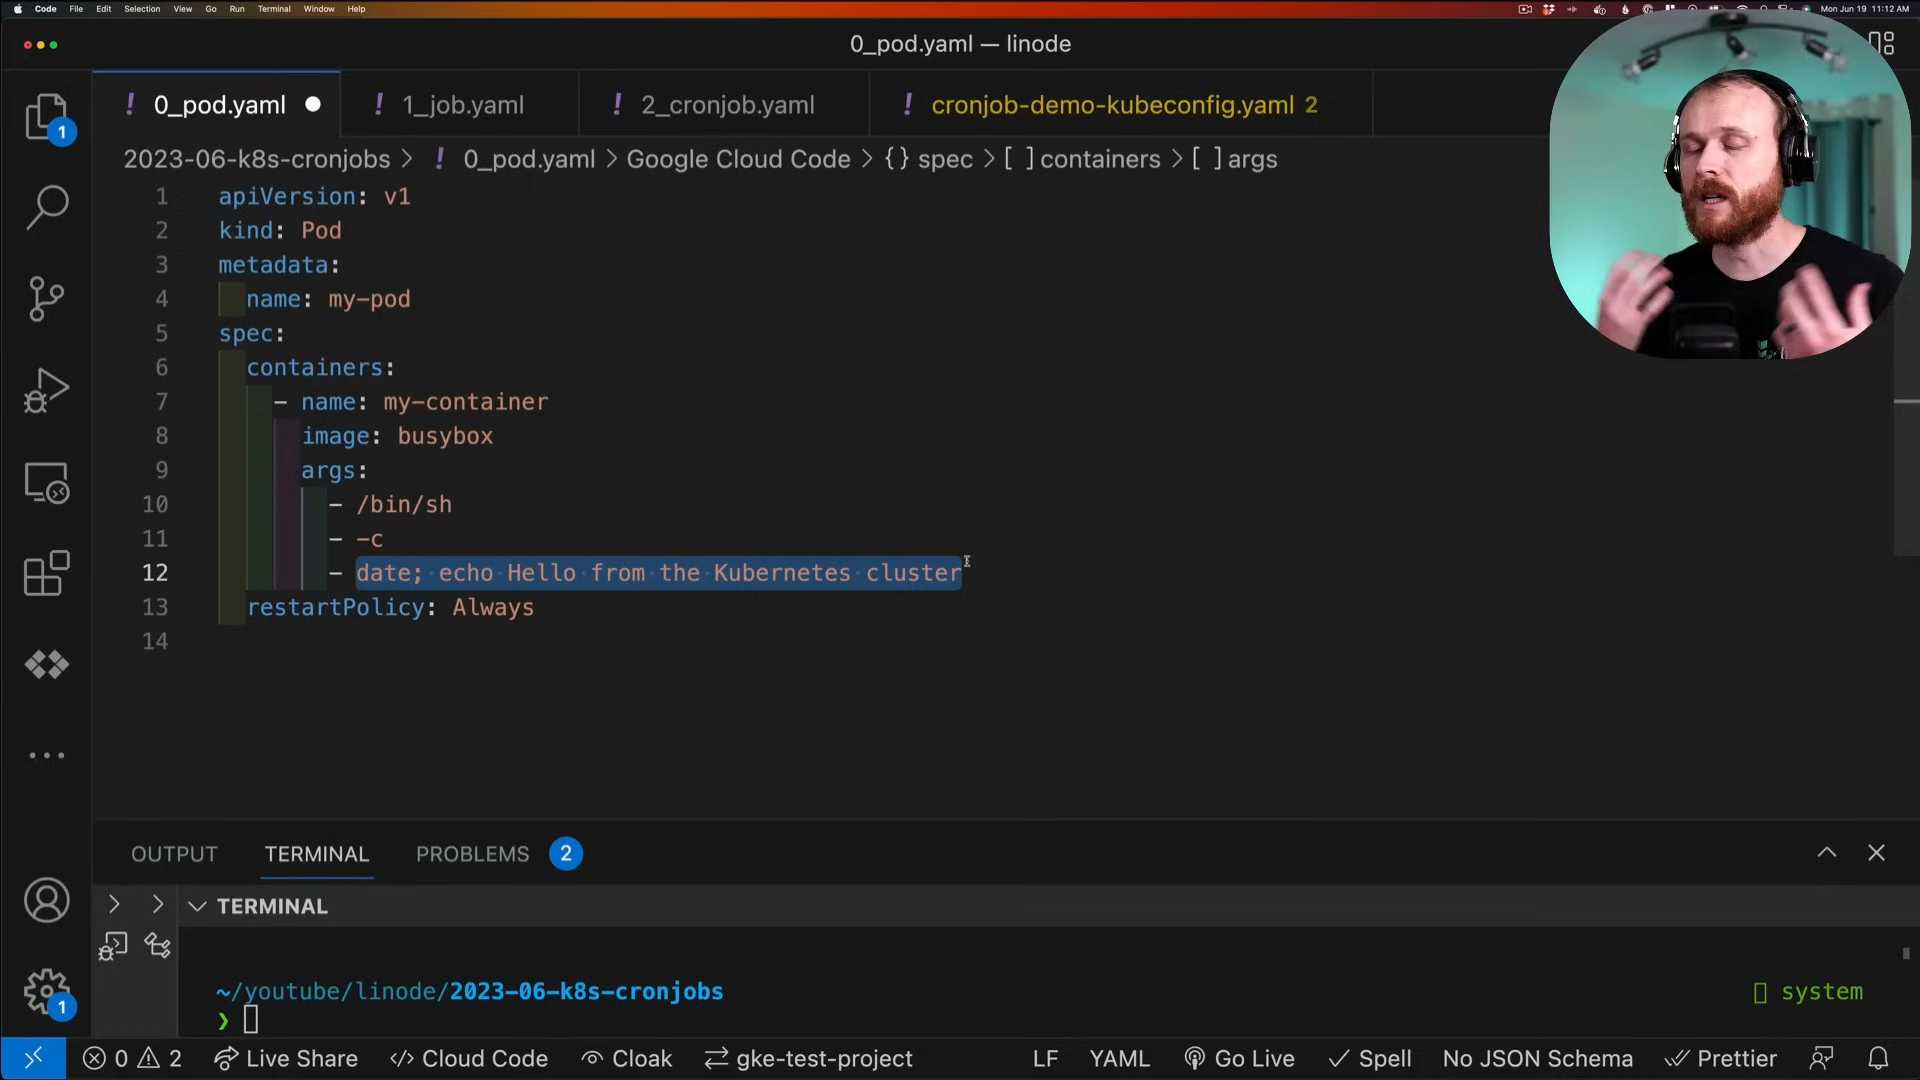 Code File Edit Selection View Go Run Terminal Window Help
Mon Jun 19 11:12 AM
0_pod.yaml — linode
! 0_pod.yaml ! 1_job.yaml ! 2_cronjob.yaml ! cronjob-demo-kubeconfig.yaml 2
2023-06-k8s-cronjobs > ! 0_pod.yaml > Google Cloud Code > {} spec > [ ] containers > [ ] args
1 apiVersion: v1
2 kind: Pod
3 metadata:
4 name: my-pod
5 spec:
6 containers:
7 - name: my-container
8 image: busybox
9 args:
10 - /bin/sh
11 - -c
12 - date; echo Hello from the Kubernetes cluster
13 restartPolicy: Always
14
1
OUTPUT TERMINAL PROBLEMS 2
TERMINAL
~/youtube/linode/2023-06-k8s-cronjobs
system
❯
1
0 2 Live Share </> Cloud Code Cloak gke-test-project LF YAML Go Live Spell No JSON Schema Prettier